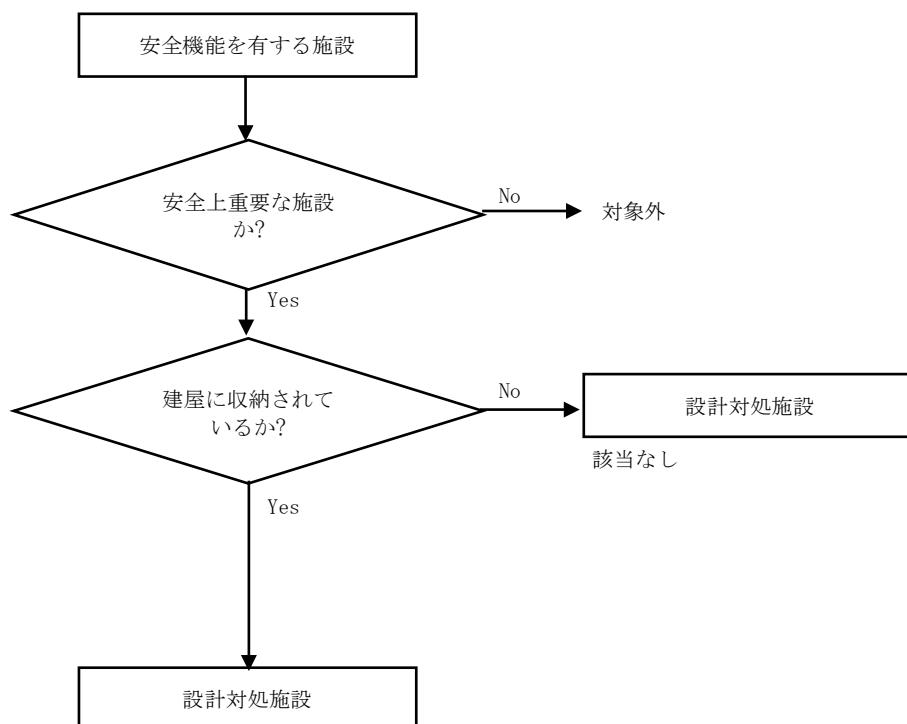 安全機能を有する施設
安全上重要な施設
か?
No
対象外
Yes
建屋に収納されて
いるか?
No
設計対処施設
該当なし
Yes
設計対処施設